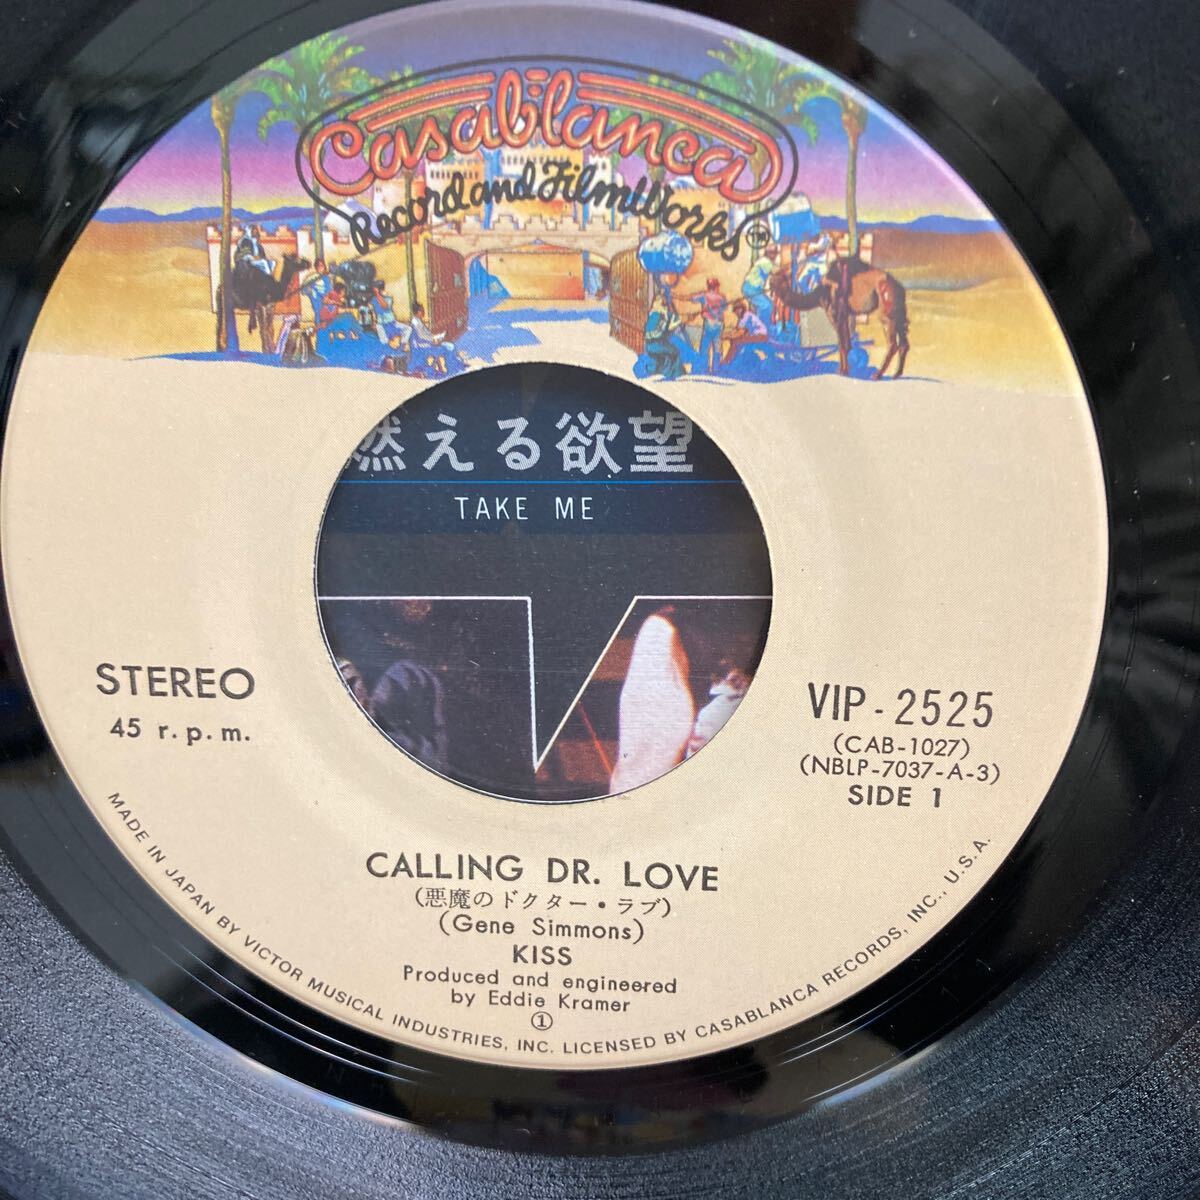 Casablanca
Record and FilmWorks™
燃える欲望
TAKE ME
STEREO
45 r.p.m.
VIP-2525
(CAB-1027)
(NBLP-7037-A-3)
SIDE 1
CALLING DR. LOVE
(悪魔のドクター・ラブ)
(Gene Simmons)
KISS
Produced and engineered
by Eddie Kramer
①
MADE IN JAPAN BY VICTOR MUSICAL INDUSTRIES, INC. LICENSED BY CASABLANCA RECORDS, INC., U.S.A.